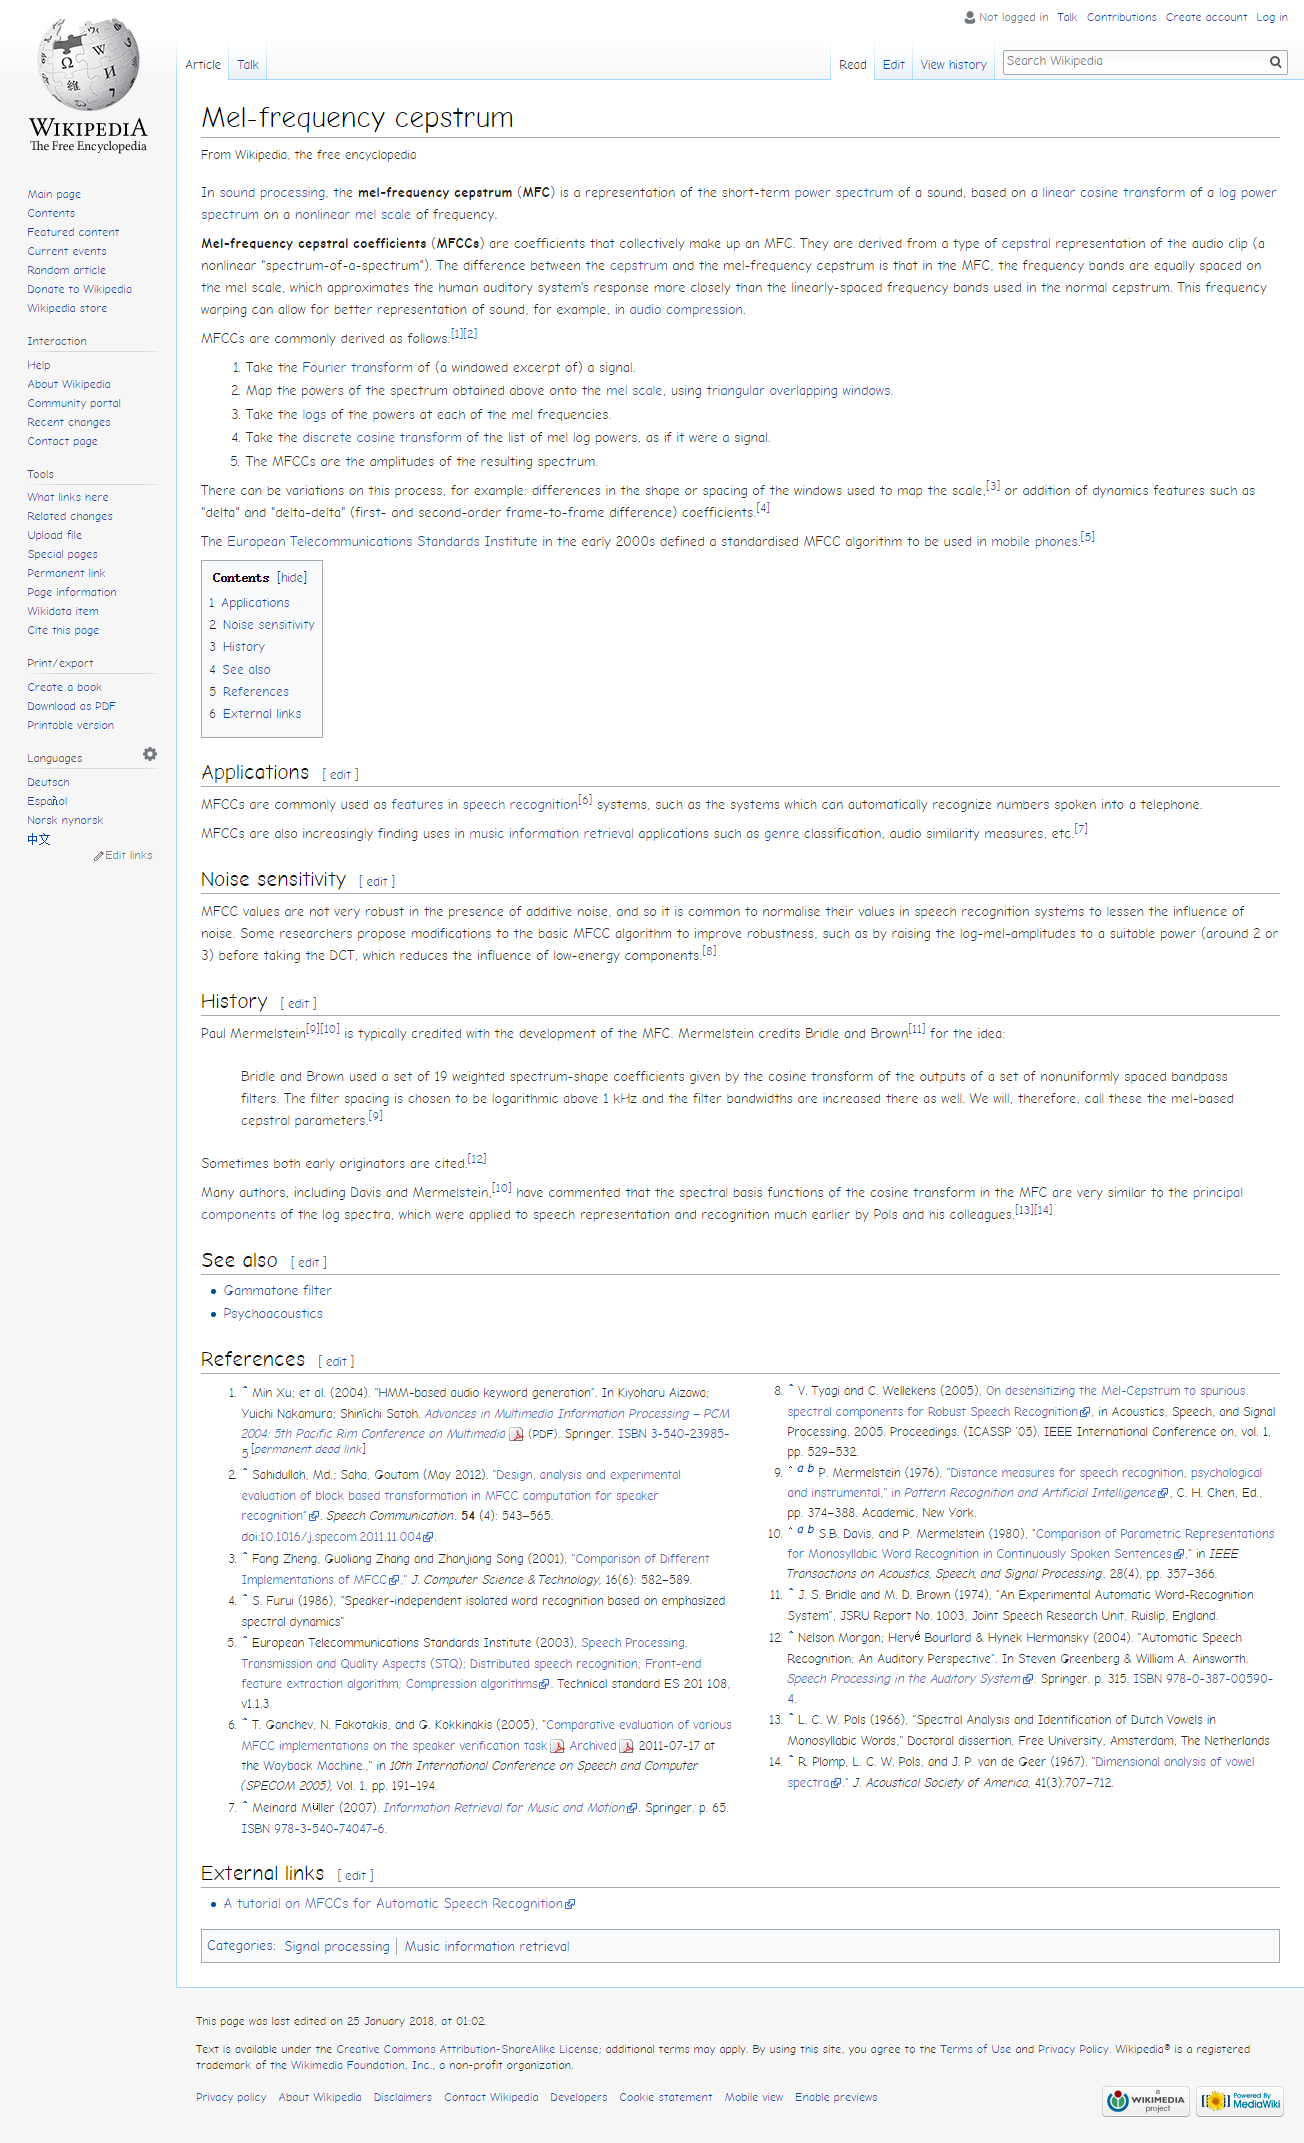 Not logged in Talk Contributions Create account Log in
Article Talk Read Edit View history Search Wikipedia
WIKIPEDIA
The Free Encyclopedia
Main page
Contents
Featured content
Current events
Random article
Donate to Wikipedia
Wikipedia store
Interaction
Help
About Wikipedia
Community portal
Recent changes
Contact page
Tools
What links here
Related changes
Upload file
Special pages
Permanent link
Page information
Wikidata item
Cite this page
Print/export
Create a book
Download as PDF
Printable version
Languages
Deutsch
Español
Norsk nynorsk
中文
Edit links
Mel-frequency cepstrum
From Wikipedia, the free encyclopedia
In sound processing, the mel-frequency cepstrum (MFC) is a representation of the short-term power spectrum of a sound, based on a linear cosine transform of a log power
spectrum on a nonlinear mel scale of frequency.
Mel-frequency cepstral coefficients (MFCCs) are coefficients that collectively make up an MFC. They are derived from a type of cepstral representation of the audio clip (a
nonlinear "spectrum-of-a-spectrum"). The difference between the cepstrum and the mel-frequency cepstrum is that in the MFC, the frequency bands are equally spaced on
the mel scale, which approximates the human auditory system's response more closely than the linearly-spaced frequency bands used in the normal cepstrum. This frequency
warping can allow for better representation of sound, for example, in audio compression.
MFCCs are commonly derived as follows:[1][2]
1. Take the Fourier transform of (a windowed excerpt of) a signal.
2. Map the powers of the spectrum obtained above onto the mel scale, using triangular overlapping windows.
3. Take the logs of the powers at each of the mel frequencies.
4. Take the discrete cosine transform of the list of mel log powers, as if it were a signal.
5. The MFCCs are the amplitudes of the resulting spectrum.
There can be variations on this process, for example: differences in the shape or spacing of the windows used to map the scale,[3] or addition of dynamics features such as
"delta" and "delta-delta" (first- and second-order frame-to-frame difference) coefficients.[4]
The European Telecommunications Standards Institute in the early 2000s defined a standardised MFCC algorithm to be used in mobile phones.[5]
Contents [hide]
1 Applications
2 Noise sensitivity
3 History
4 See also
5 References
6 External links
Applications [ edit ]
MFCCs are commonly used as features in speech recognition[6] systems, such as the systems which can automatically recognize numbers spoken into a telephone.
MFCCs are also increasingly finding uses in music information retrieval applications such as genre classification, audio similarity measures, etc.[7]
Noise sensitivity [ edit ]
MFCC values are not very robust in the presence of additive noise, and so it is common to normalise their values in speech recognition systems to lessen the influence of
noise. Some researchers propose modifications to the basic MFCC algorithm to improve robustness, such as by raising the log-mel-amplitudes to a suitable power (around 2 or
3) before taking the DCT, which reduces the influence of low-energy components.[8]
History [ edit ]
Paul Mermelstein[9][10] is typically credited with the development of the MFC. Mermelstein credits Bridle and Brown[11] for the idea:
Bridle and Brown used a set of 19 weighted spectrum-shape coefficients given by the cosine transform of the outputs of a set of nonuniformly spaced bandpass
filters. The filter spacing is chosen to be logarithmic above 1 kHz and the filter bandwidths are increased there as well. We will, therefore, call these the mel-based
cepstral parameters.[9]
Sometimes both early originators are cited.[12]
Many authors, including Davis and Mermelstein,[10] have commented that the spectral basis functions of the cosine transform in the MFC are very similar to the principal
components of the log spectra, which were applied to speech representation and recognition much earlier by Pols and his colleagues.[13][14]
See also [ edit ]
• Gammatone filter
• Psychoacoustics
References [ edit ]
1. ^ Min Xu; et al. (2004). "HMM-based audio keyword generation". In Kiyoharu Aizawa;
Yuichi Nakamura; Shin'ichi Satoh. Advances in Multimedia Information Processing – PCM
2004: 5th Pacific Rim Conference on Multimedia (PDF). Springer. ISBN 3-540-23985-
5.[permanent dead link]
2. ^ Sahidullah, Md.; Saha, Goutam (May 2012). "Design, analysis and experimental
evaluation of block based transformation in MFCC computation for speaker
recognition". Speech Communication. 54 (4): 543–565.
doi:10.1016/j.specom.2011.11.004.
3. ^ Fang Zheng, Guoliang Zhang and Zhanjiang Song (2001), "Comparison of Different
Implementations of MFCC," J. Computer Science & Technology, 16(6): 582–589.
4. ^ S. Furui (1986), "Speaker-independent isolated word recognition based on emphasized
spectral dynamics"
5. ^ European Telecommunications Standards Institute (2003), Speech Processing,
Transmission and Quality Aspects (STQ); Distributed speech recognition; Front-end
feature extraction algorithm; Compression algorithms. Technical standard ES 201 108,
v1.1.3.
6. ^ T. Ganchev, N. Fakotakis, and G. Kokkinakis (2005), "Comparative evaluation of various
MFCC implementations on the speaker verification task Archived 2011-07-17 at
the Wayback Machine.," in 10th International Conference on Speech and Computer
(SPECOM 2005), Vol. 1, pp. 191–194.
7. ^ Meinard Müller (2007). Information Retrieval for Music and Motion. Springer. p. 65.
ISBN 978-3-540-74047-6.
8. ^ V. Tyagi and C. Wellekens (2005), On desensitizing the Mel-Cepstrum to spurious
spectral components for Robust Speech Recognition, in Acoustics, Speech, and Signal
Processing, 2005. Proceedings. (ICASSP '05). IEEE International Conference on, vol. 1,
pp. 529–532.
9. ^ a b P. Mermelstein (1976), "Distance measures for speech recognition, psychological
and instrumental," in Pattern Recognition and Artificial Intelligence, C. H. Chen, Ed.,
pp. 374–388. Academic, New York.
10. ^ a b S.B. Davis, and P. Mermelstein (1980), "Comparison of Parametric Representations
for Monosyllabic Word Recognition in Continuously Spoken Sentences," in IEEE
Transactions on Acoustics, Speech, and Signal Processing, 28(4), pp. 357–366.
11. ^ J. S. Bridle and M. D. Brown (1974), "An Experimental Automatic Word-Recognition
System", JSRU Report No. 1003, Joint Speech Research Unit, Ruislip, England.
12. ^ Nelson Morgan; Hervé Bourlard & Hynek Hermansky (2004). "Automatic Speech
Recognition: An Auditory Perspective". In Steven Greenberg & William A. Ainsworth.
Speech Processing in the Auditory System. Springer. p. 315. ISBN 978-0-387-00590-
4.
13. ^ L. C. W. Pols (1966), "Spectral Analysis and Identification of Dutch Vowels in
Monosyllabic Words," Doctoral dissertation, Free University, Amsterdam, The Netherlands
14. ^ R. Plomp, L. C. W. Pols, and J. P. van de Geer (1967). "Dimensional analysis of vowel
spectra." J. Acoustical Society of America, 41(3):707–712.
External links [ edit ]
• A tutorial on MFCCs for Automatic Speech Recognition
Categories: Signal processing | Music information retrieval
This page was last edited on 25 January 2018, at 01:02.
Text is available under the Creative Commons Attribution-ShareAlike License; additional terms may apply. By using this site, you agree to the Terms of Use and Privacy Policy. Wikipedia® is a registered
trademark of the Wikimedia Foundation, Inc., a non-profit organization.
Privacy policy About Wikipedia Disclaimers Contact Wikipedia Developers Cookie statement Mobile view Enable previews
a WIKIMEDIA project
Powered By MediaWiki